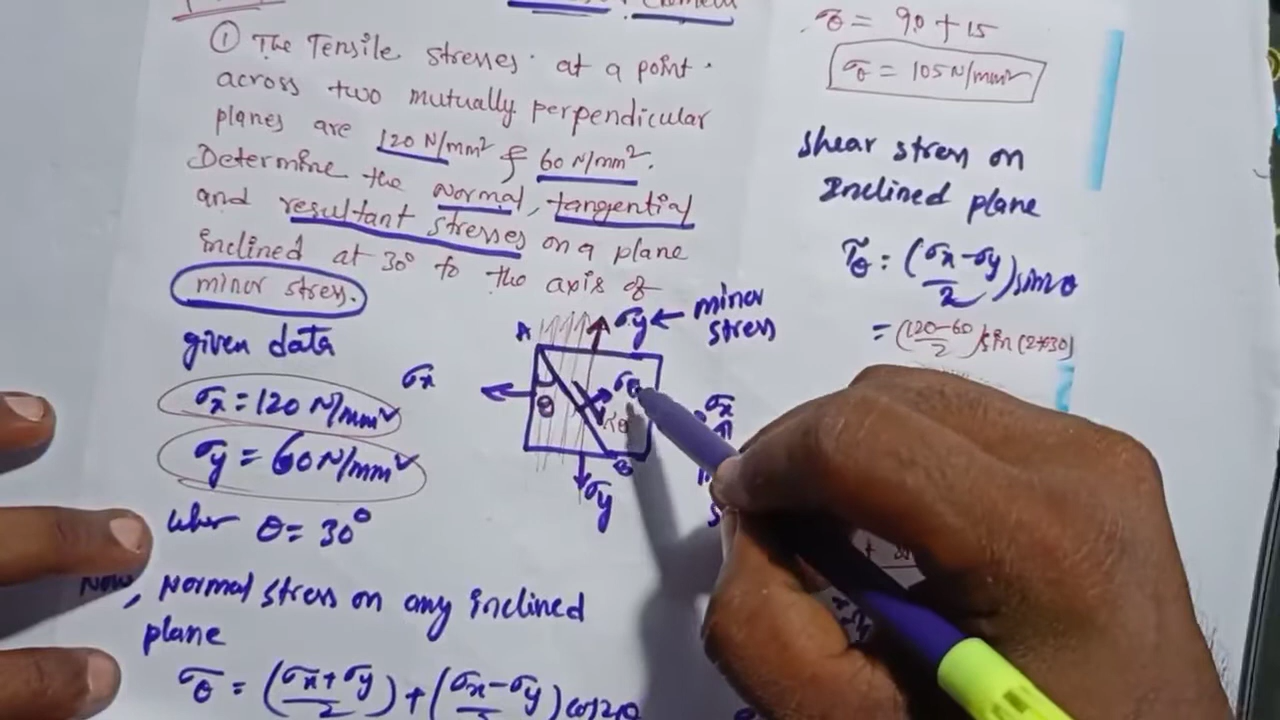 ① The Tensile stresses at a point
across two mutually perpendicular
planes are 120 N/mm² & 60 N/mm².
Determine the Normal, tangential
and resultant stresses on a plane
inclined at 30° to the axis of
minor stress.
given data
σx = 120 N/mm²
σy = 60 N/mm²
θ = 30°
Now, Normal stress on any inclined
plane
σθ = (σx+σy/2) + (σx-σy/2) cos2θ
σx
A
σy ← minor
stress
θ
σθ
B
σy
σx
σθ = 90 + 15
σθ = 105 N/mm²
shear stress on
Inclined plane
τθ = (σx-σy/2) sin2θ
= (120-60/2) sin(2*30)